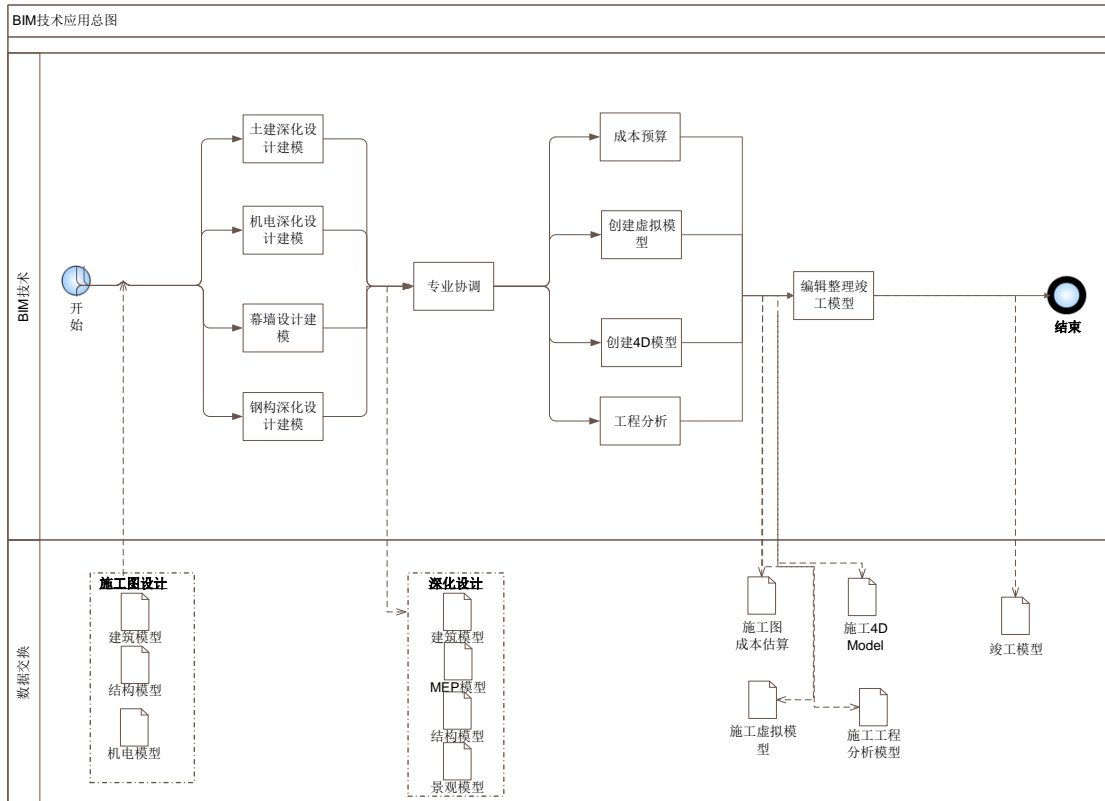 BIM技术应用总图
BIM技术
开
始
土建深化设
计建模
机电深化设
计建模
幕墙设计建
模
钢构深化设
计建模
专业协调
成本预算
创建虚拟模
型
创建4D模型
工程分析
编辑整理竣
工模型
结束
数据交换
施工图设计
建筑模型
结构模型
机电模型
深化设计
建筑模型
MEP模型
结构模型
景观模型
施工图
成本估算
施工4D
Model
施工虚拟模
型
施工工程
分析模型
竣工模型